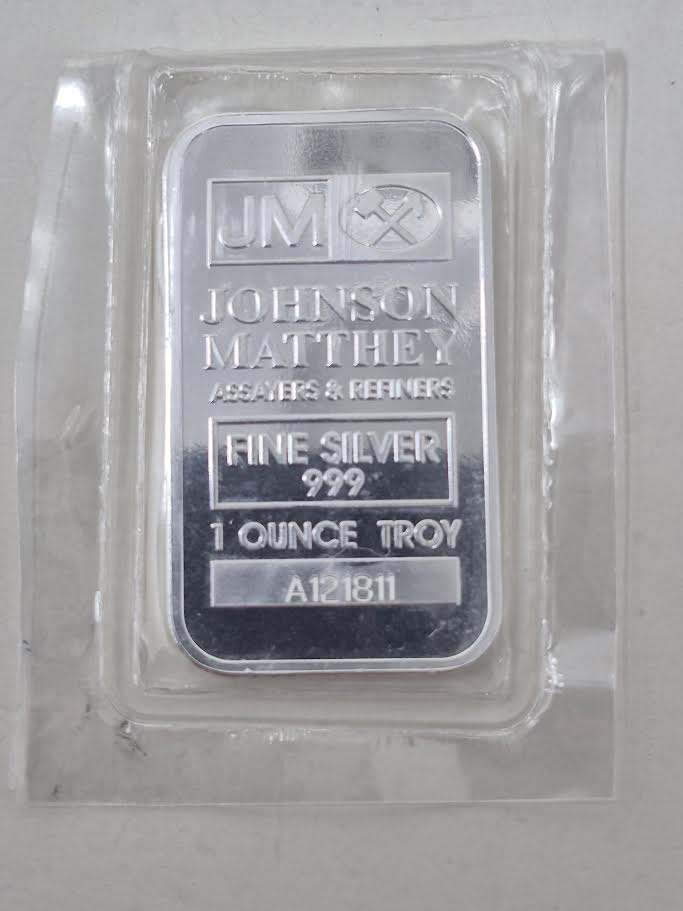 JM
JOHNSON
MATTHEY
ASSAYERS & REFINERS
FINE SILVER
999
1 OUNCE TROY
A121811